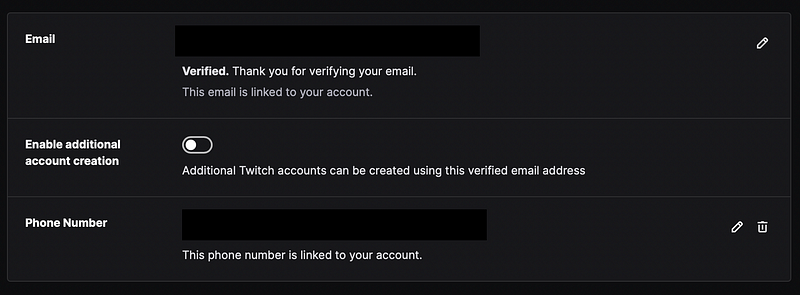 Email
Verified. Thank you for verifying your email.
This email is linked to your account.
Enable additional
account creation
Additional Twitch accounts can be created using this verified email address
Phone Number
This phone number is linked to your account.